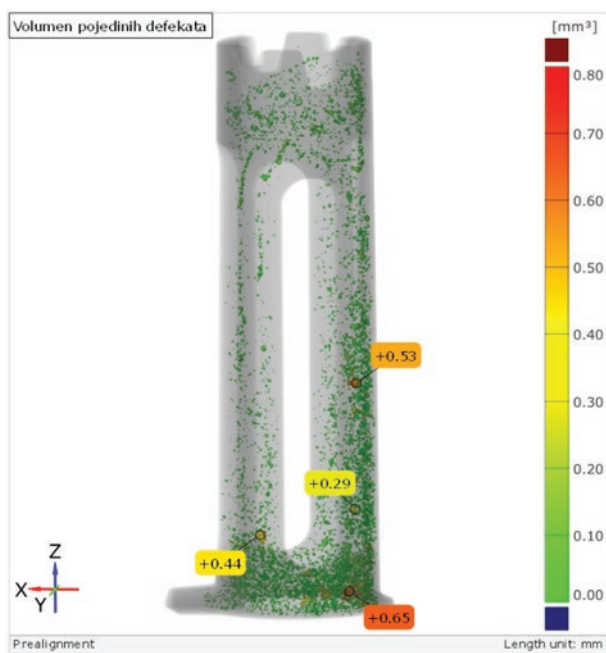 Volumen pojedinih defekata
[mm³]
0.80
0.70
0.60
+0.53
0.50
0.40
0.30
+0.29
0.20
+0.44
0.10
0.00
+0.65
Z
X
Y
Prealignment
Length unit: mm